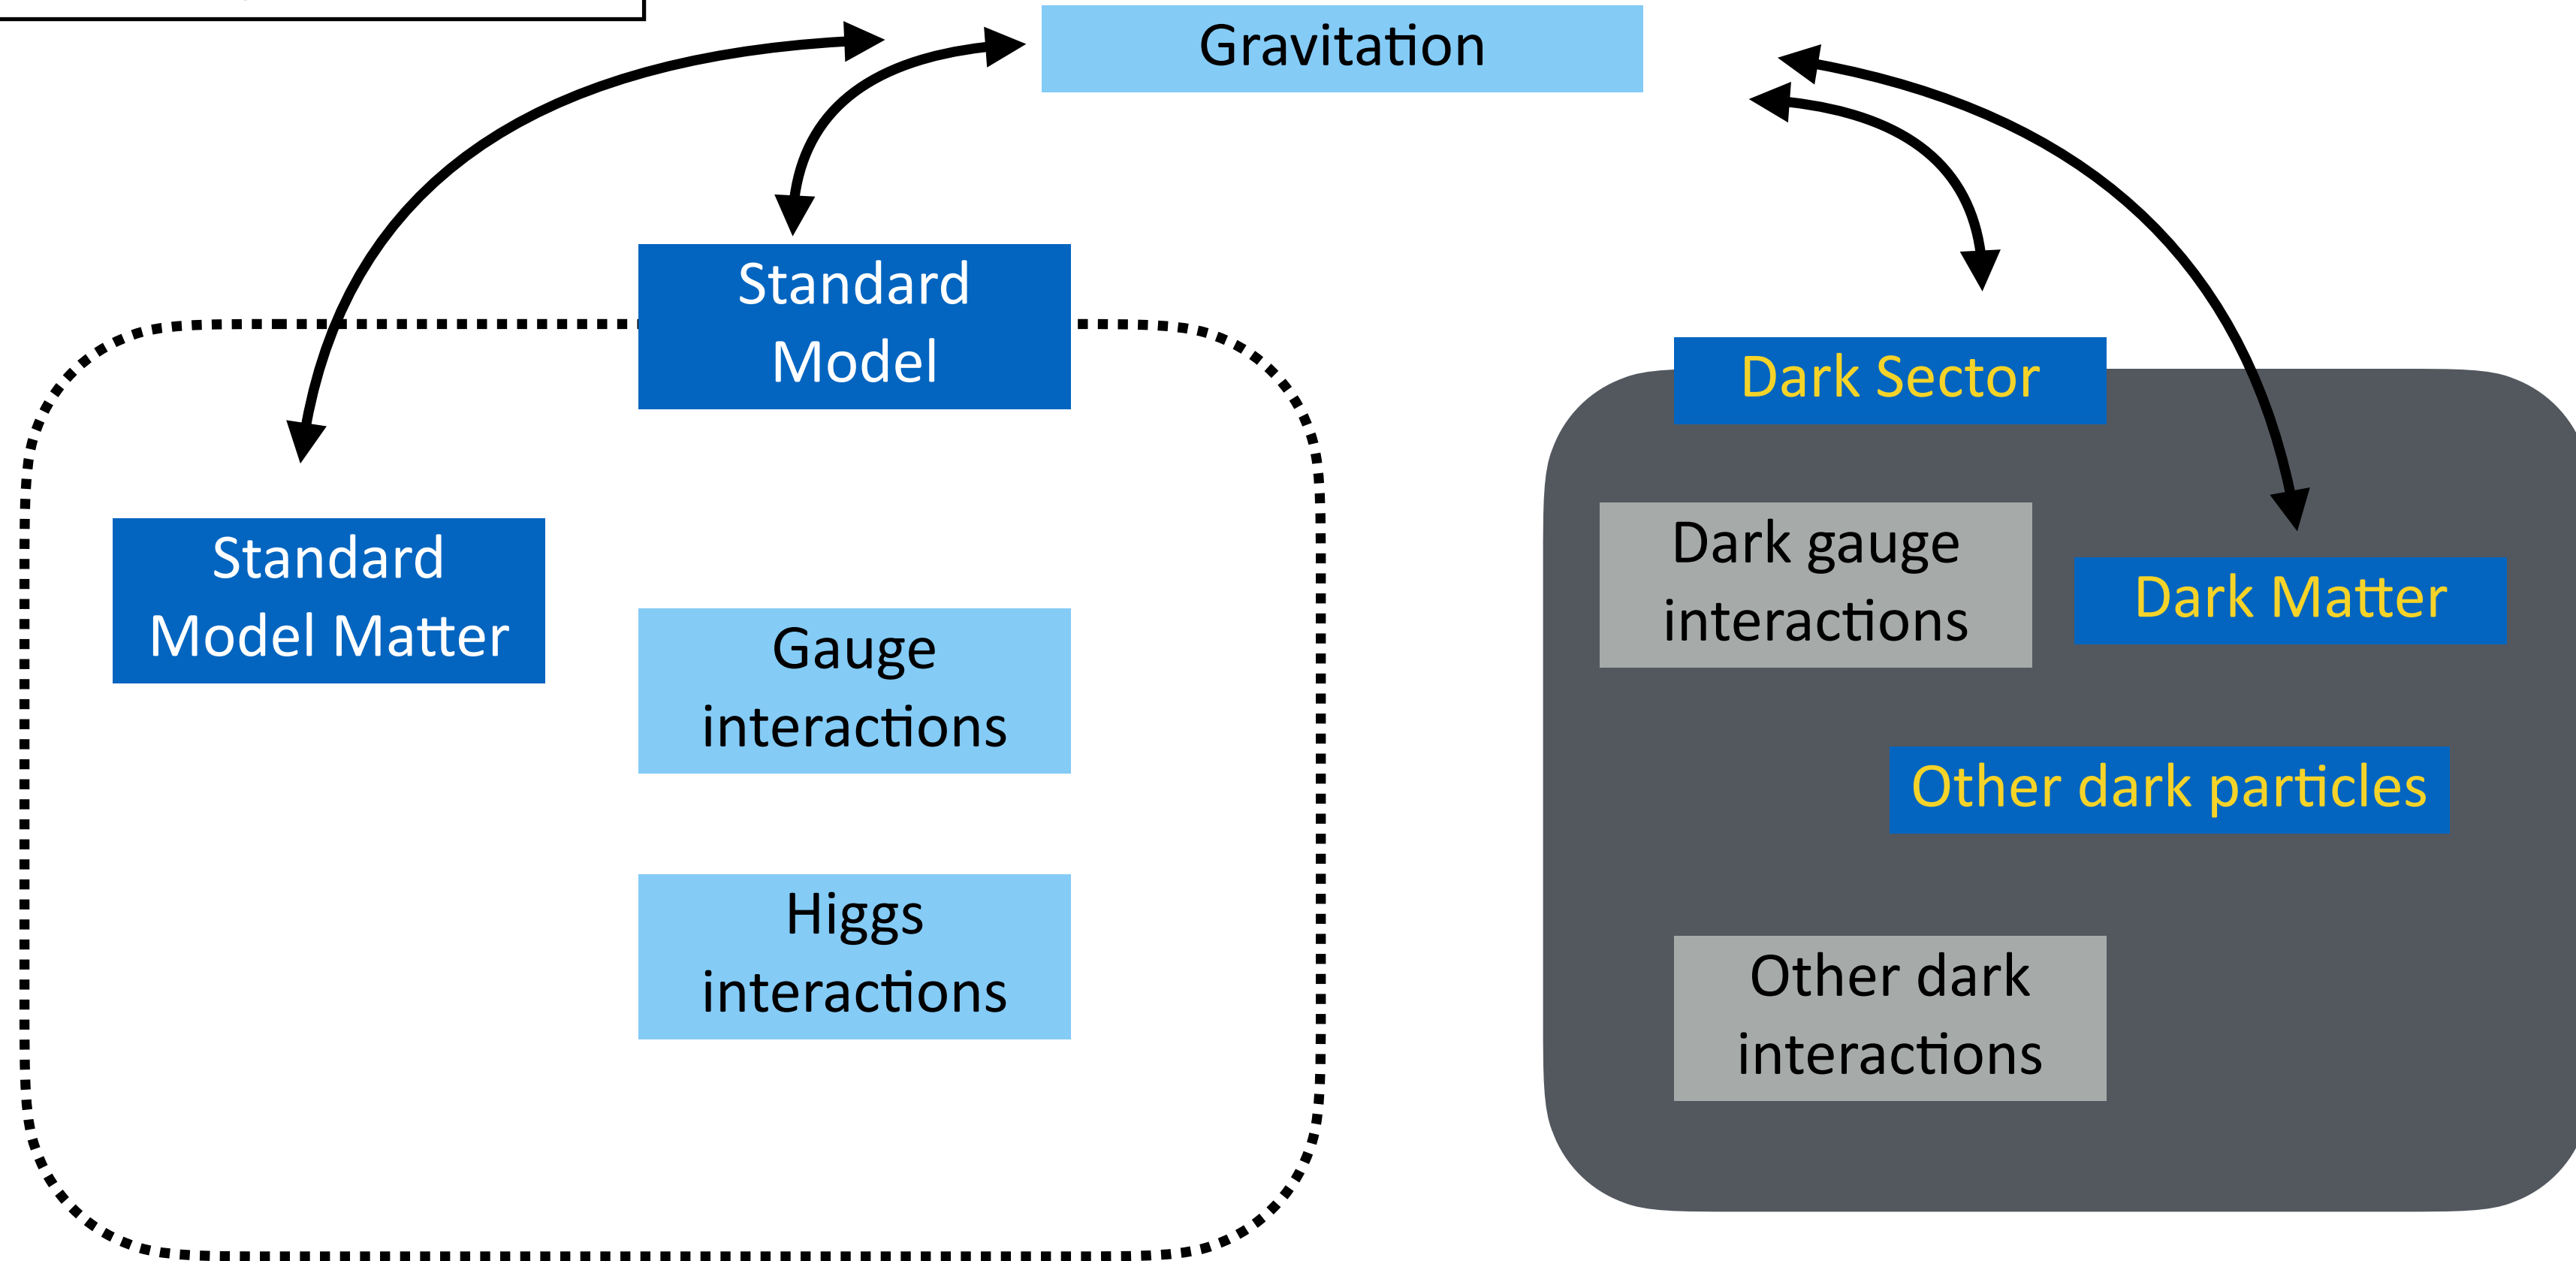 Gravitation
Standard
Model
Standard
Model Matter
Gauge
interactions
Higgs
interactions
Dark Sector
Dark gauge
interactions
Dark Matter
Other dark particles
Other dark
interactions